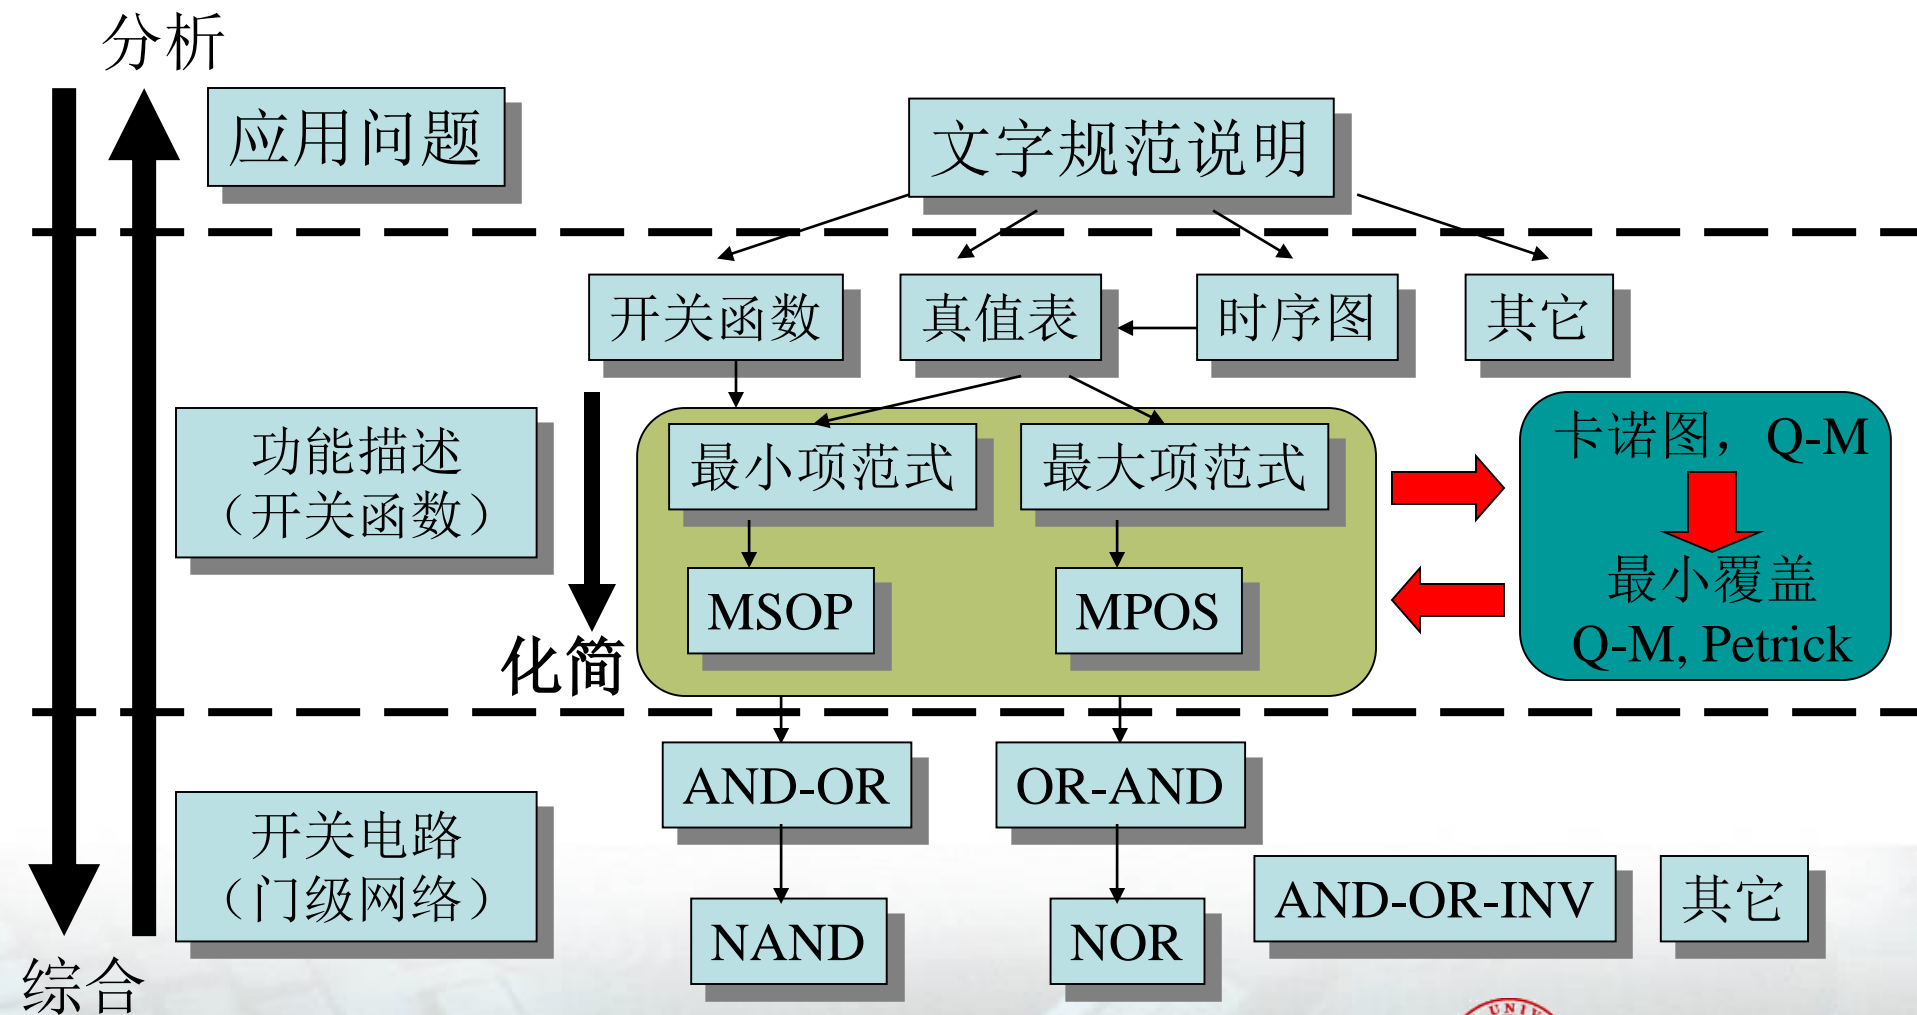 分析
应用问题
文字规范说明
开关函数
真值表
时序图
其它
功能描述
（开关函数）
最小项范式
最大项范式
卡诺图，Q-M
MSOP
MPOS
最小覆盖
Q-M, Petrick
化简
AND-OR
OR-AND
开关电路
（门级网络）
AND-OR-INV
其它
NAND
NOR
综合